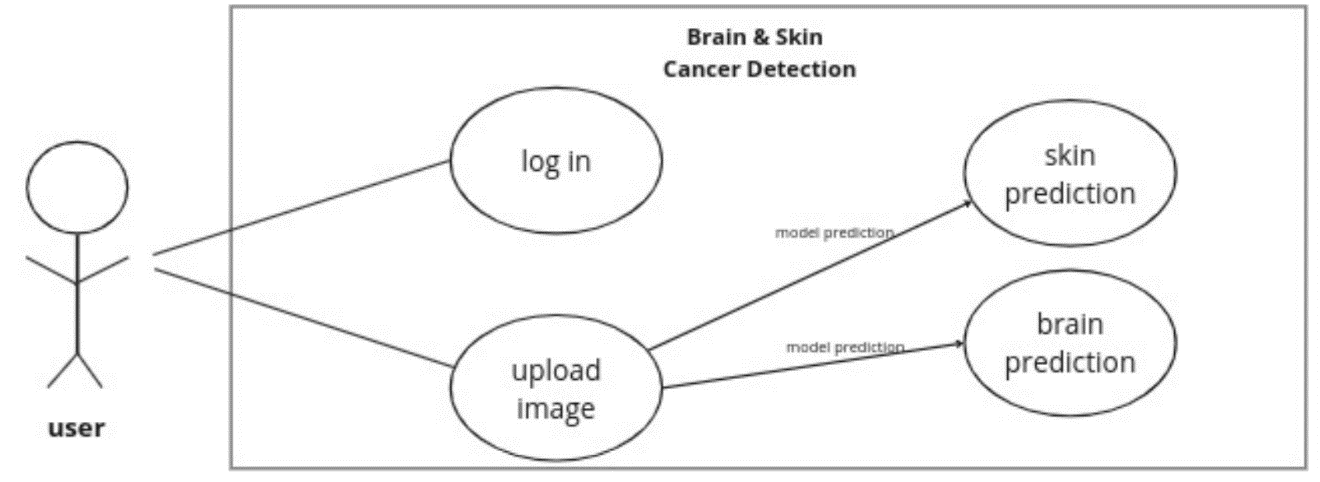 Brain & Skin
Cancer Detection
log in
skin
prediction
model prediction
brain
prediction
model prediction
upload
image
user